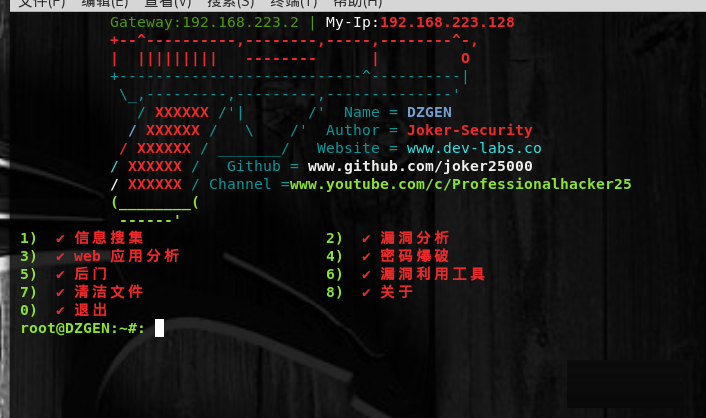 文件(F) 编辑(E) 查看(V) 搜索(S) 终端(T) 帮助(H)
Gateway:192.168.223.2 | My-Ip:192.168.223.128
+--^----------,--------,-----,--------^-,
|  |||||||||   --------      |         O
+---------------------------^----------|
\_,---------,---------,--------------'
/ XXXXXX /'|       /'  Name = DZGEN
/ XXXXXX /   \    /'  Author = Joker-Security
/ XXXXXX / _______/   Website = www.dev-labs.co
/ XXXXXX /   Github = www.github.com/joker25000
/ XXXXXX / Channel =www.youtube.com/c/Professionalhacker25
(________(
------'
1)  ✔ 信息搜集                    2)  ✔ 漏洞分析
3)  ✔ web 应用分析                4)  ✔ 密码爆破
5)  ✔ 后门                        6)  ✔ 漏洞利用工具
7)  ✔ 清洁文件                    8)  ✔ 关于
0)  ✔ 退出
root@DZGEN:~#: